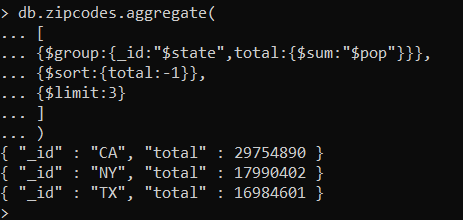 > db.zipcodes.aggregate(
... [
... {$group:{_id:"$state",total:{$sum:"$pop"}}},
... {$sort:{total:-1}},
... {$limit:3}
... ]
... )
{ "_id" : "CA", "total" : 29754890 }
{ "_id" : "NY", "total" : 17990402 }
{ "_id" : "TX", "total" : 16984601 }
>